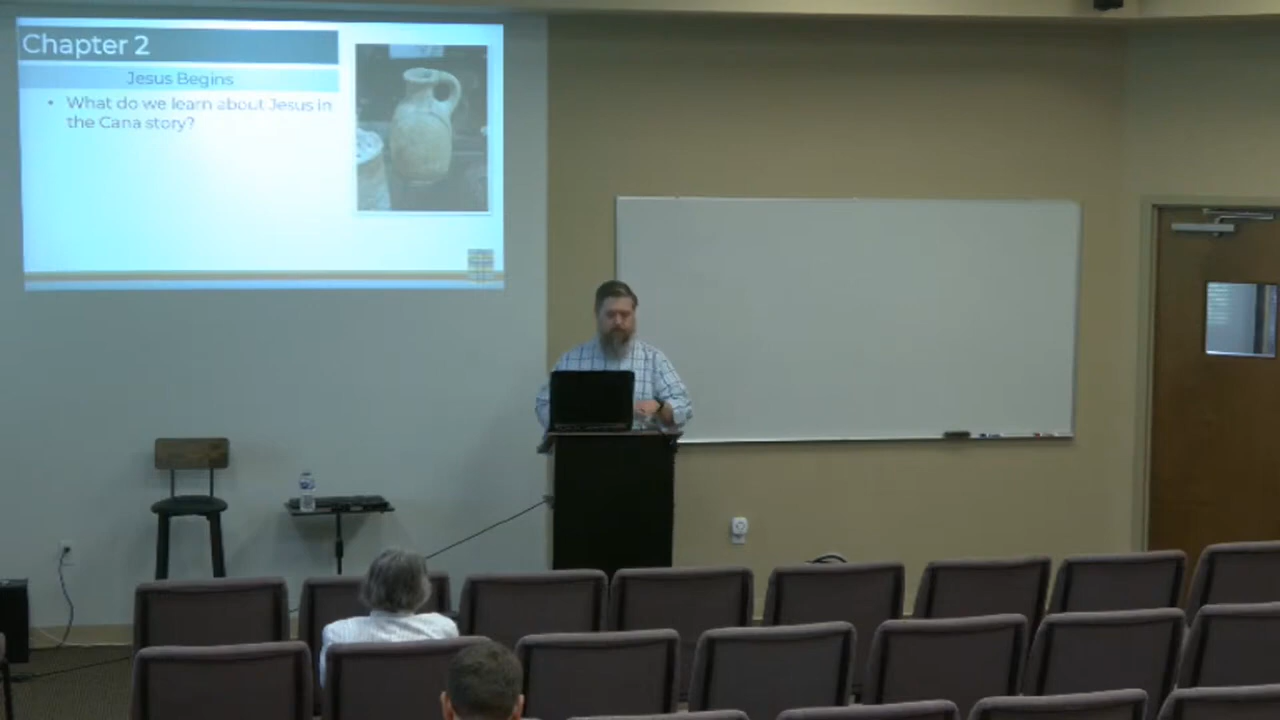 Chapter 2
Jesus Begins
• What do we learn about Jesus in
the Cana story?